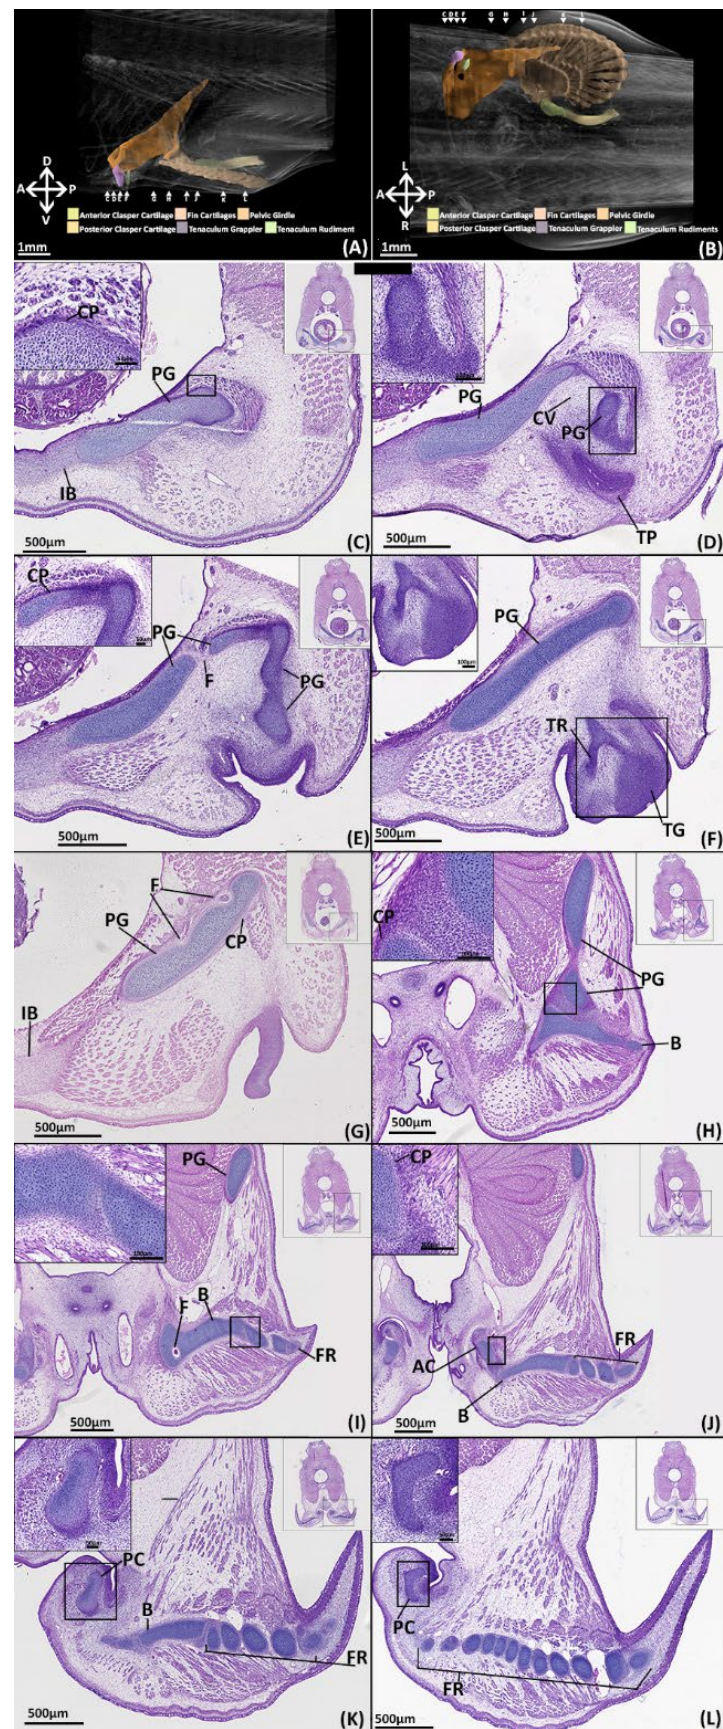 C D E F G H I J K L
D
A P
V
Anterior Clasper Cartilage Fin Cartilages Pelvic Girdle
Posterior Clasper Cartilage Tenaculum Grappler Tenaculum Rudiment
1mm
(A)
C D E F G H I J
L
A P
R
Anterior Clasper Cartilage Fin Cartilages Pelvic Girdle
Posterior Clasper Cartilage Tenaculum Grappler Tenaculum Rudiments
1mm
(B)
CP
PG
IB
500µm
(C)
PG
CV
PG
TP
500µm
(D)
CP
PG
F
PG
500µm
(E)
100µm
PG
TR
TG
500µm
(F)
F
PG
CP
IB
500µm
(G)
CP
PG
B
500µm
(H)
100µm
PG
B
F
FR
500µm
(I)
CP
FR
AC
B
500µm
(J)
PC
B
FR
500µm
(K)
PC
FR
500µm
(L)